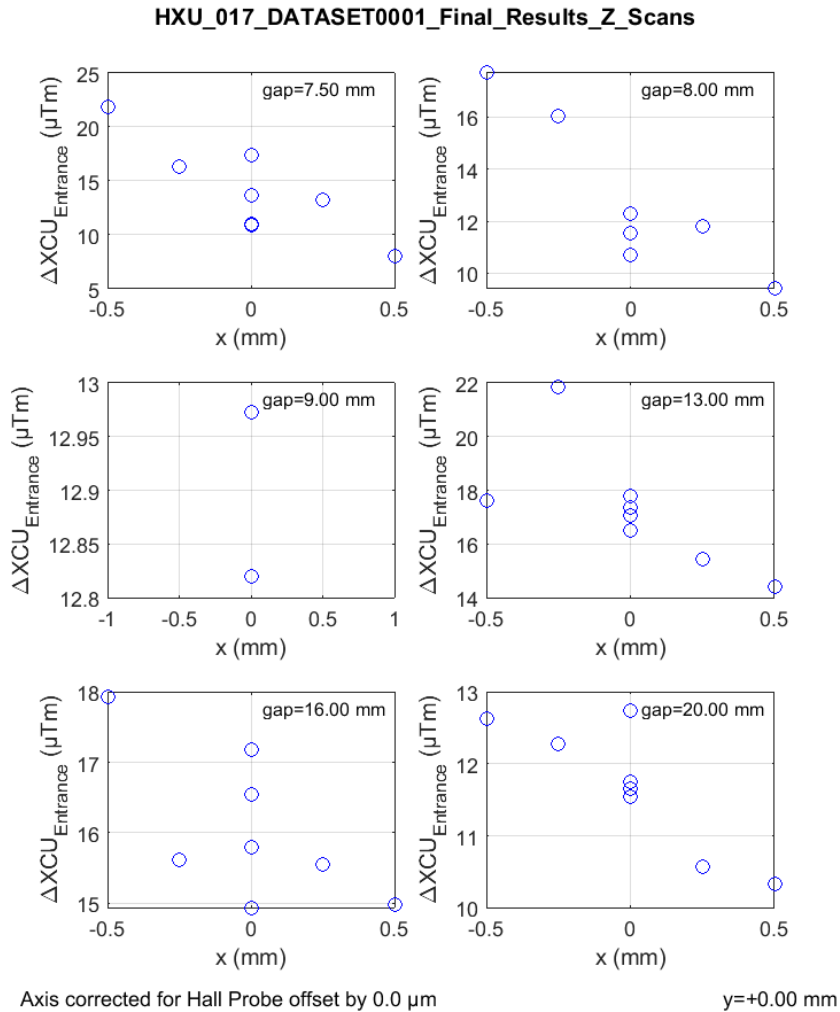 HXU_017_DATASET0001_Final_Results_Z_Scans
gap=7.50 mm
25
20
15
10
5
-0.5
0
0.5
x (mm)
ΔXCU_Entrance (μTm)
gap=8.00 mm
16
14
12
10
-0.5
0
0.5
x (mm)
ΔXCU_Entrance (μTm)
gap=9.00 mm
13
12.95
12.9
12.85
12.8
-1
-0.5
0
0.5
1
x (mm)
ΔXCU_Entrance (μTm)
gap=13.00 mm
22
20
18
16
14
-0.5
0
0.5
x (mm)
ΔXCU_Entrance (μTm)
gap=16.00 mm
18
17
16
15
-0.5
0
0.5
x (mm)
ΔXCU_Entrance (μTm)
gap=20.00 mm
13
12
11
10
-0.5
0
0.5
x (mm)
ΔXCU_Entrance (μTm)
Axis corrected for Hall Probe offset by 0.0 μm
y=+0.00 mm